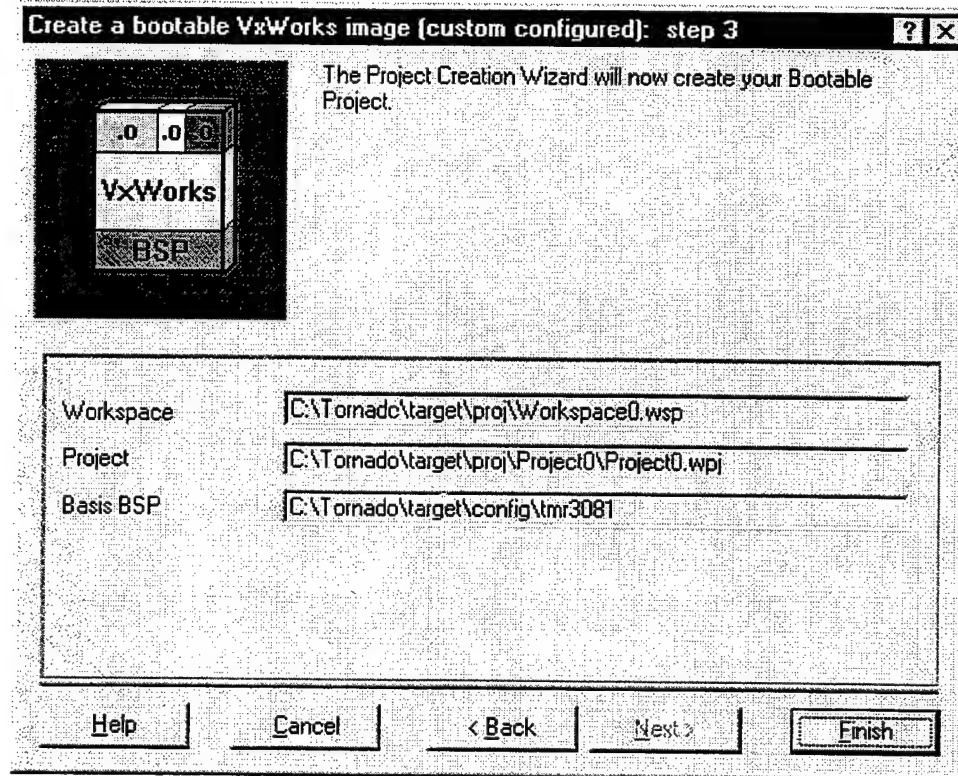 Create a bootable VxWorks image (custom configured): step 3
The Project Creation Wizard will now create your Bootable
Project.
.0 .0 .0
VxWorks
BSP
Workspace C:\Tornado\target\proj\Workspace0.wsp
Project C:\Tornado\target\proj\Project0\Project0.wpj
Basis BSP C:\Tornado\target\config\tmr3081
Help Cancel < Back Next > Finish